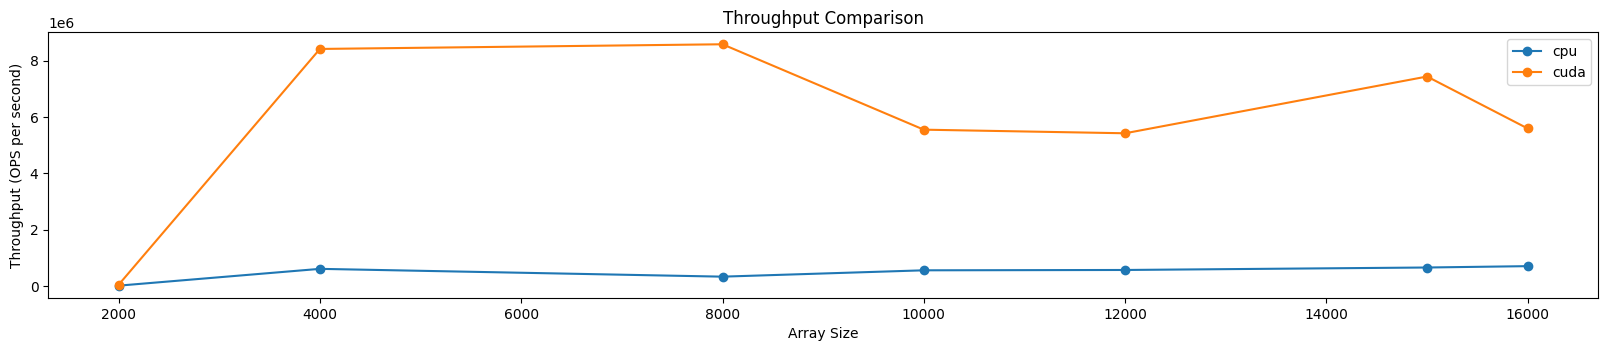 Throughput Comparison
1e6
Throughput (OPS per second)
8
6
4
2
0
cpu
cuda
2000
4000
6000
8000
10000
12000
14000
16000
Array Size